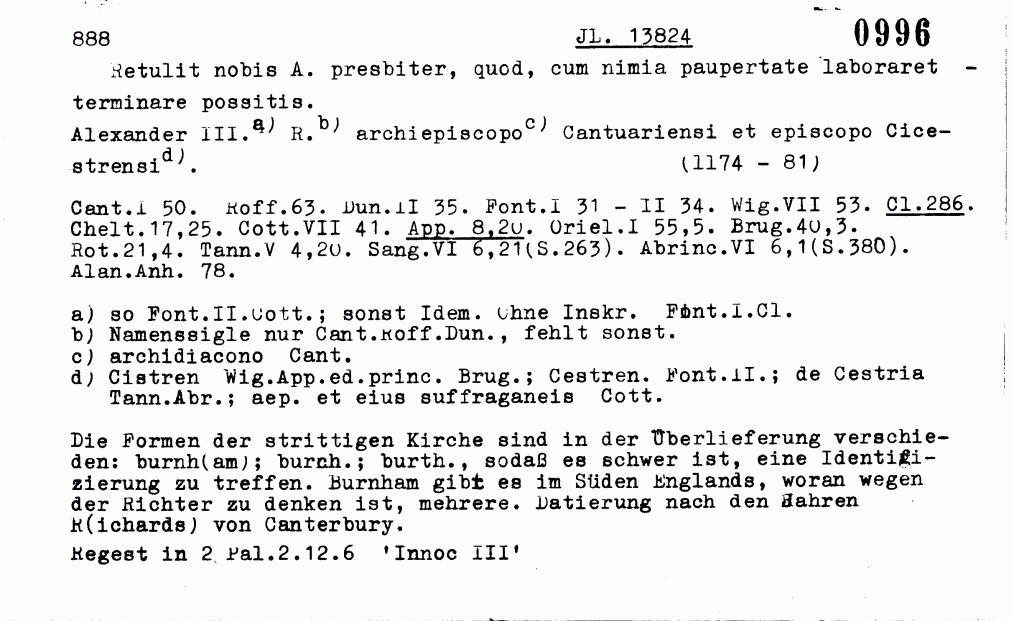 888 JL. 13824 0996
Retulit nobis A. presbiter, quod, cum nimia paupertate laboraret -
terminare possitis.
Alexander III.a) R.b) archiepiscopoc) Cantuariensi et episcopo Cice-
strensid). (1174 - 81)
Cant.I 50. Roff.63. Dun.II 35. Font.I 31 - II 34. Wig.VII 53. Cl.286.
Chelt.17,25. Cott.VII 41. App. 8,20. Oriel.I 55,5. Brug.40,3.
Rot.21,4. Tann.V 4,20. Sang.VI 6,21(S.263). Abrinc.VI 6,1(S.380).
Alan.Anh. 78.
a) so Font.II.Cott.; sonst Idem. Ohne Inskr. Font.I.Cl.
b) Namenssigle nur Cant.Roff.Dun., fehlt sonst.
c) archidiacono Cant.
d) Cistren Wig.App.ed.princ. Brug.; Cestren. Font.II.; de Cestria
Tann.Abr.; aep. et eius suffraganeis Cott.
Die Formen der strittigen Kirche sind in der Überlieferung verschie-
den: burnh(am); burch.; burth., sodaß es schwer ist, eine Identifi-
zierung zu treffen. Burnham gibt es im Süden Englands, woran wegen
der Richter zu denken ist, mehrere. Datierung nach den Jahren
R(ichards) von Canterbury.
Regest in 2 Pal.2.12.6 'Innoc III'